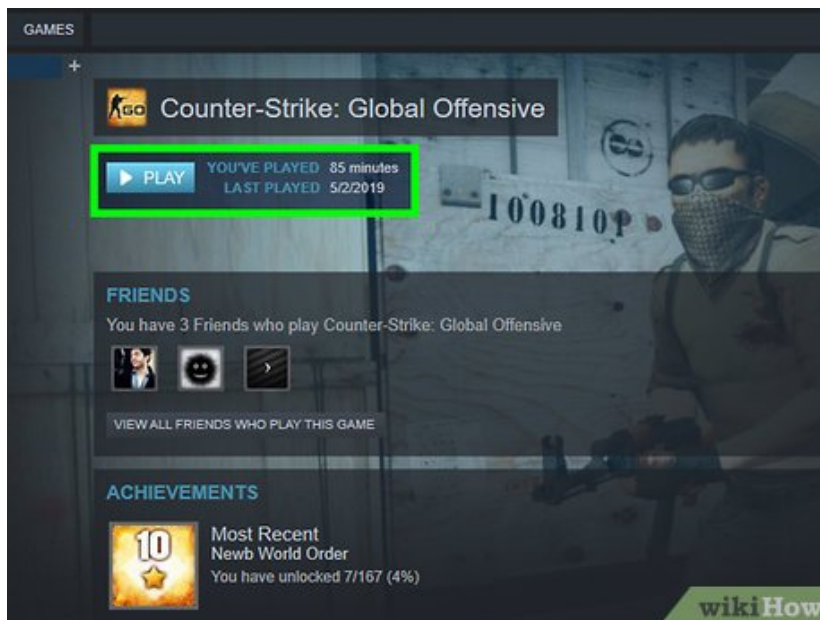 GAMES
+
GO
Counter-Strike: Global Offensive
PLAY
YOU'VE PLAYED 85 minutes
LAST PLAYED 5/2/2019
100810P
FRIENDS
You have 3 Friends who play Counter-Strike: Global Offensive
VIEW ALL FRIENDS WHO PLAY THIS GAME
ACHIEVEMENTS
10
Most Recent
Newb World Order
You have unlocked 7/167 (4%)
wikiHow